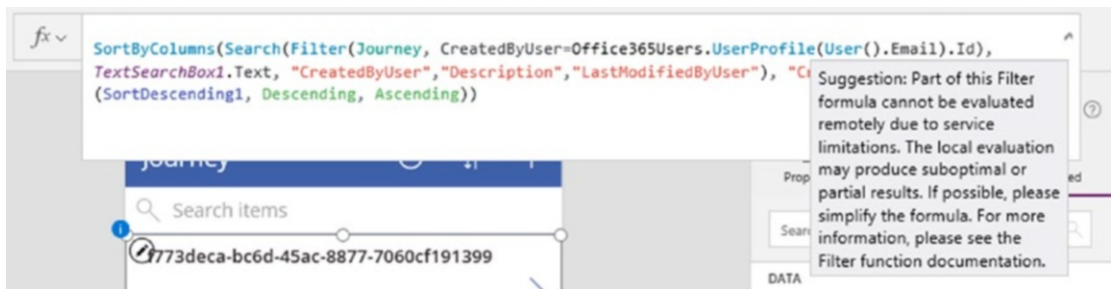 fx
SortByColumns(Search(Filter(Journey, CreatedByUser=Office365Users.UserProfile(User().Email).Id),
TextSearchBox1.Text, "CreatedByUser","Description","LastModifiedByUser"), "Cr
(SortDescending1, Descending, Ascending))
Suggestion: Part of this Filter
formula cannot be evaluated
remotely due to service
limitations. The local evaluation
may produce suboptimal or
partial results. If possible, please
simplify the formula. For more
information, please see the
Filter function documentation.
Journey
Prop
ed
Search items
Sear
f773deca-bc6d-45ac-8877-7060cf191399
DATA